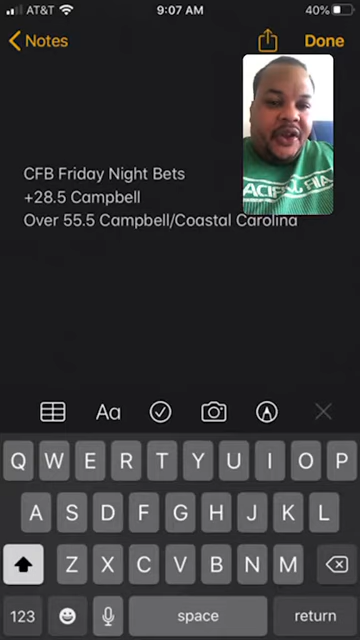 AT&T 9:07 AM 40%
Notes Done
CFB Friday Night Bets
+28.5 Campbell
Over 55.5 Campbell/Coastal Carolina
Aa
Q W E R T Y U I O P
A S D F G H J K L
Z X C V B N M
123 space return